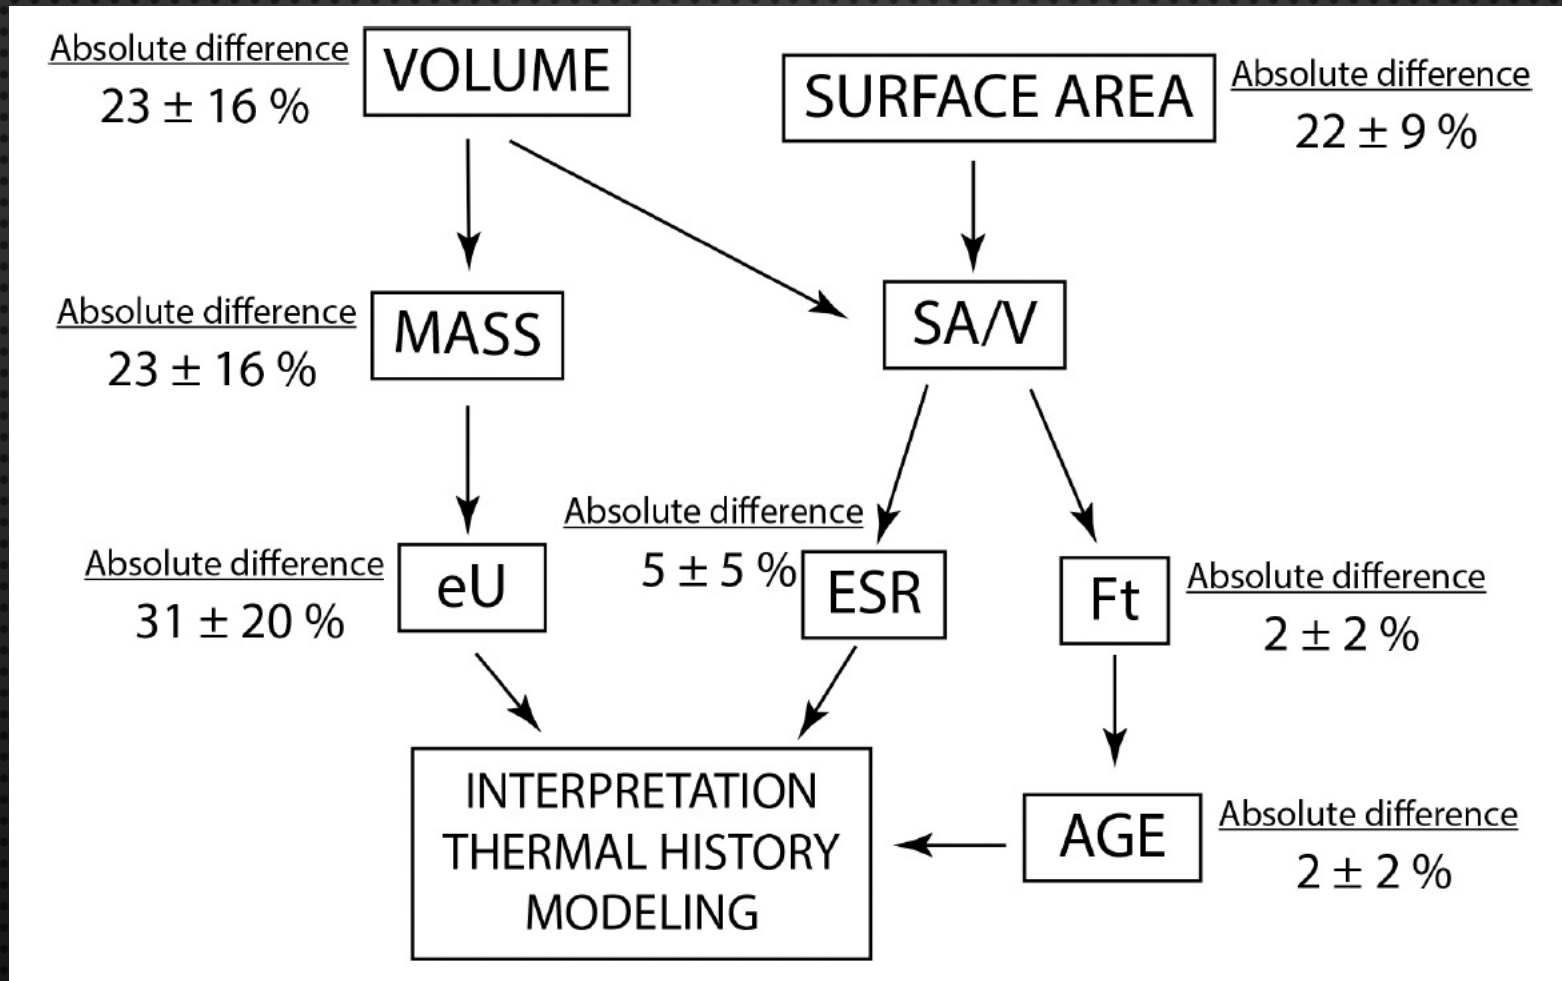 Absolute difference
23 ± 16 %
VOLUME
SURFACE AREA
Absolute difference
22 ± 9 %
Absolute difference
23 ± 16 %
MASS
SA/V
Absolute difference
31 ± 20 %
eU
Absolute difference
5 ± 5 %
ESR
Ft
Absolute difference
2 ± 2 %
INTERPRETATION
THERMAL HISTORY
MODELING
AGE
Absolute difference
2 ± 2 %